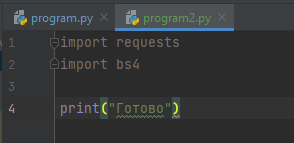 program.py program2.py
1 import requests
2 import bs4
3
4 print("Готово")